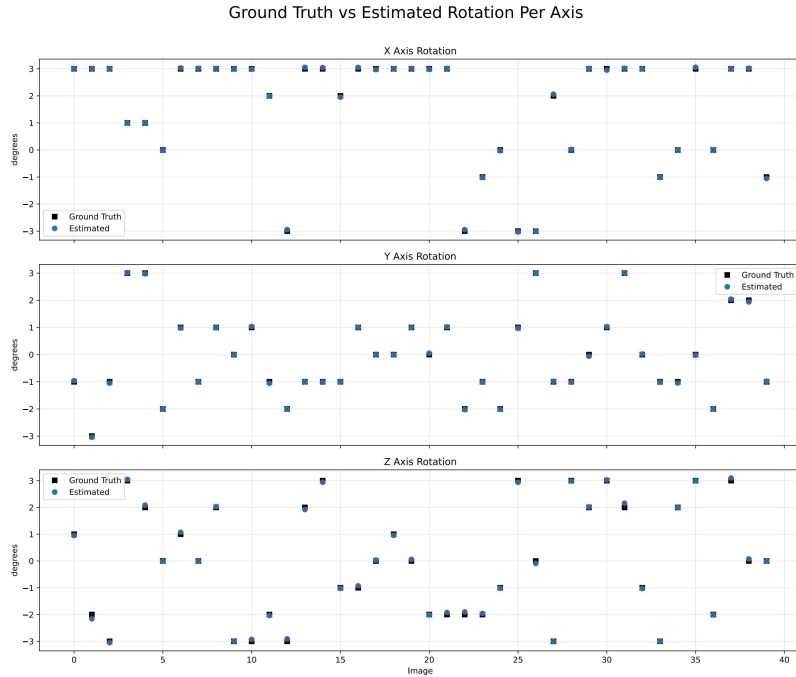 Ground Truth vs Estimated Rotation Per Axis
X Axis Rotation
3
2
1
0
−1
−2
−3
degrees
Ground Truth
Estimated
Y Axis Rotation
3
2
1
0
−1
−2
−3
degrees
Ground Truth
Estimated
Z Axis Rotation
3
2
1
0
−1
−2
−3
degrees
Ground Truth
Estimated
0 5 10 15 20 25 30 35 40
Image